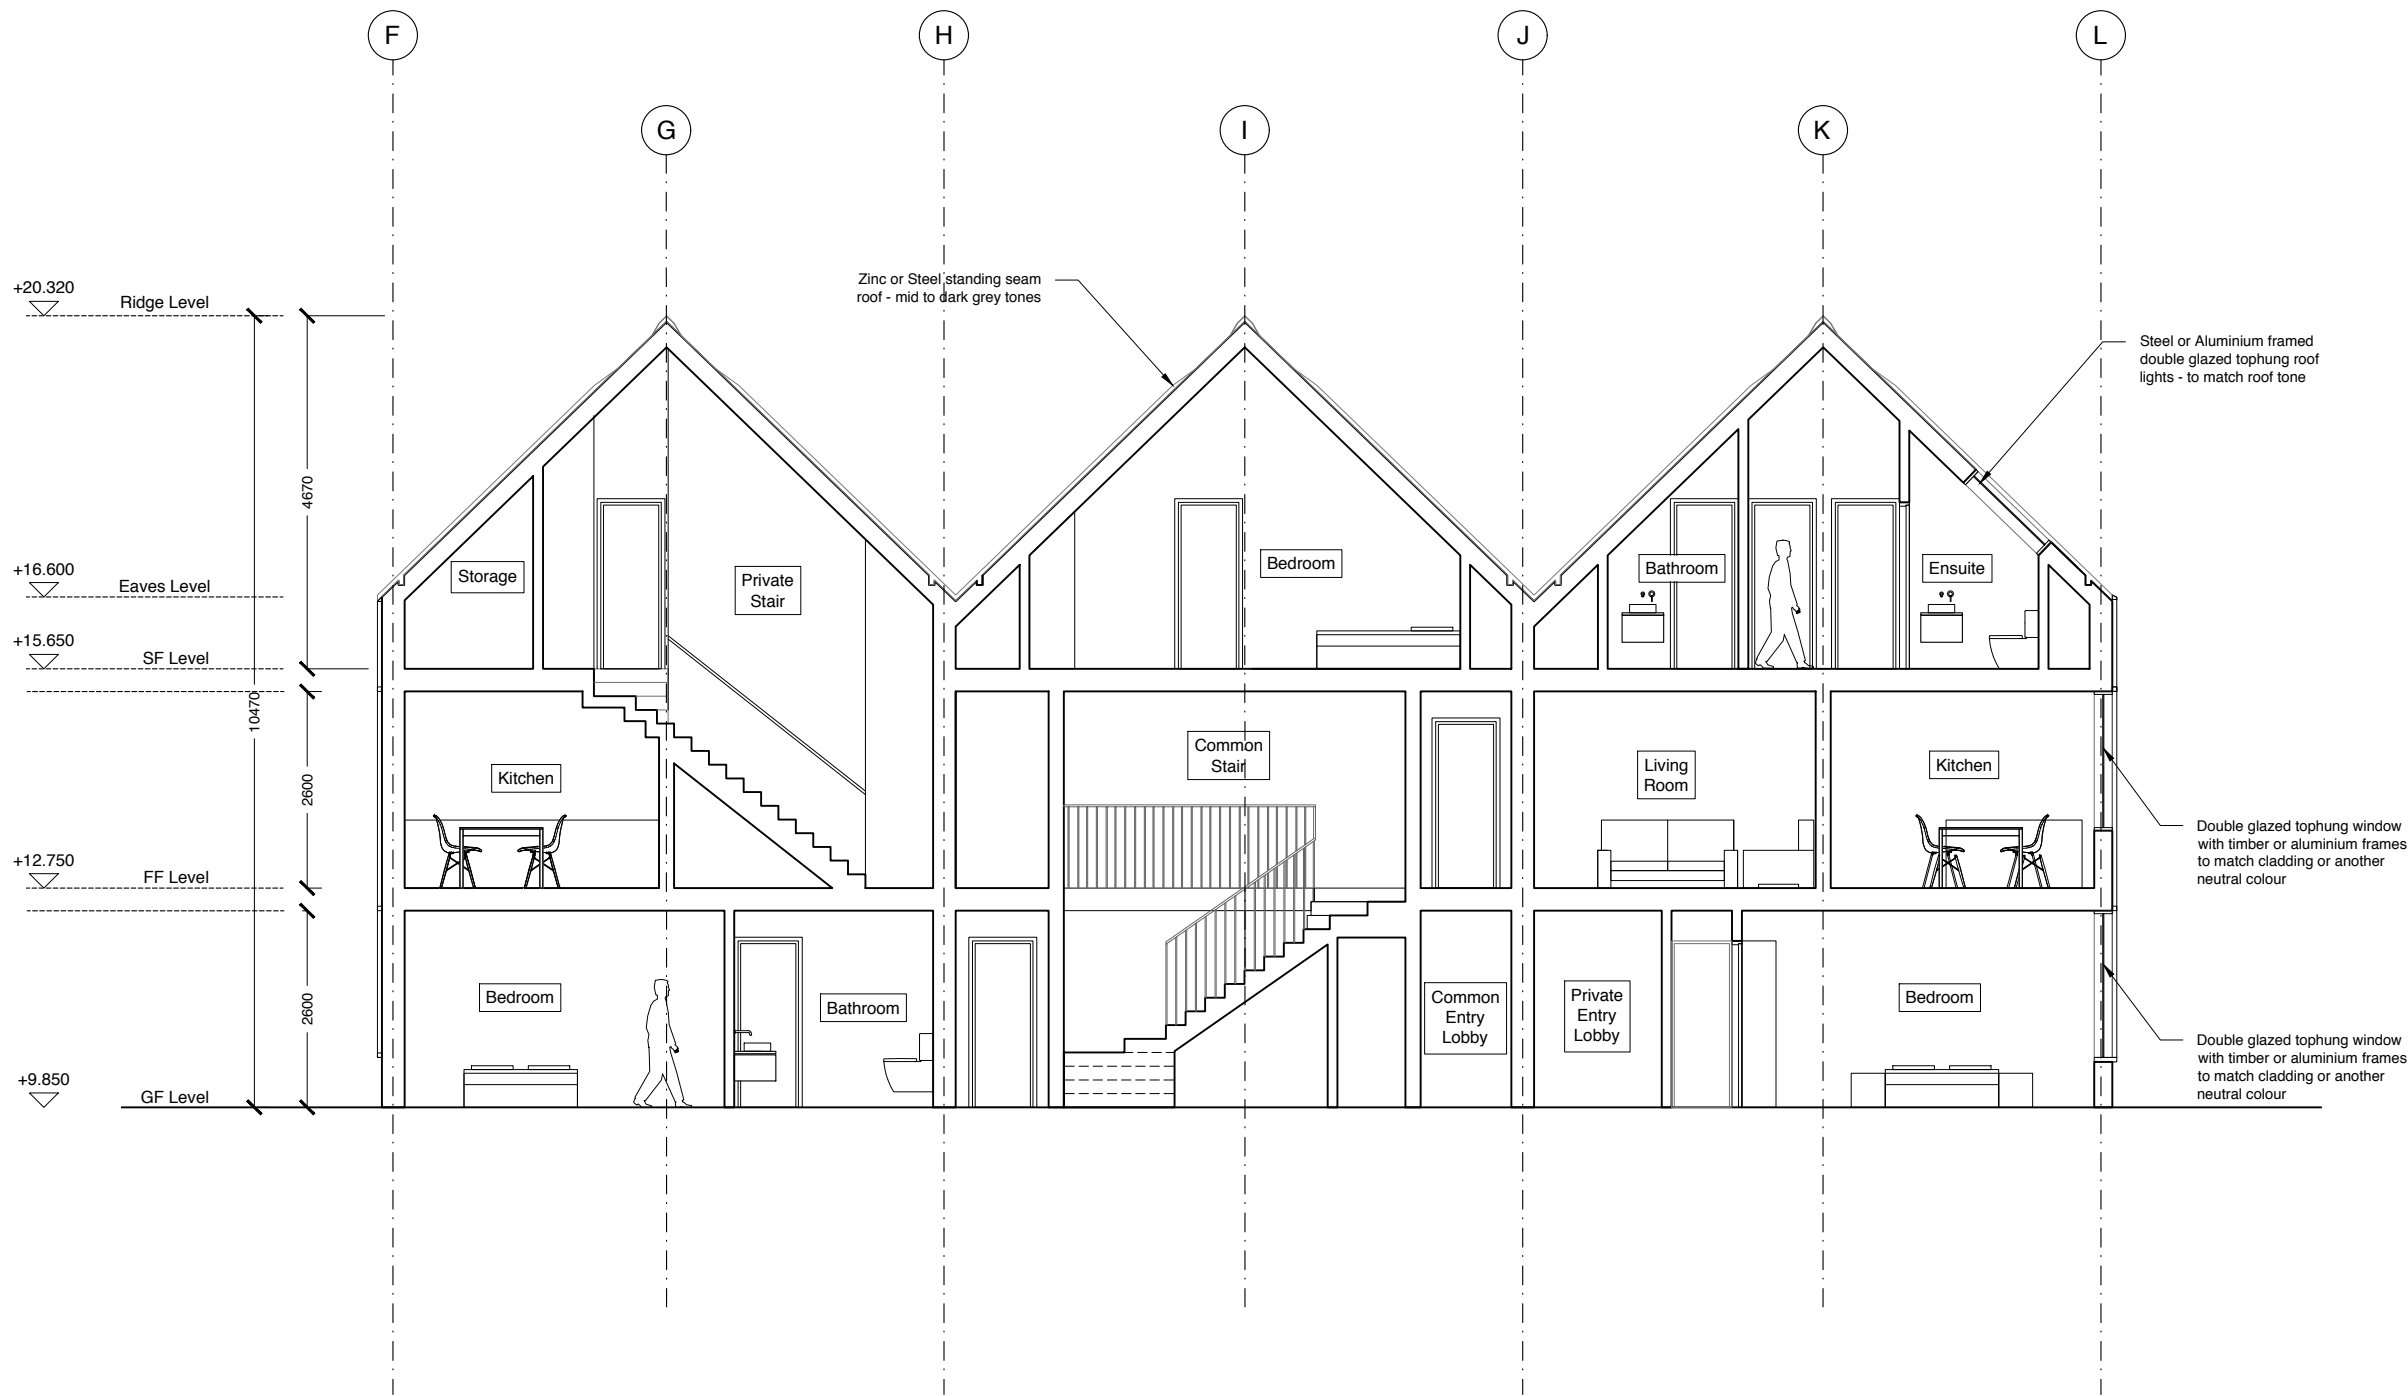 F
H
J
L
G
I
K
Zinc or Steel standing seam
roof - mid to dark grey tones
+20.320
Ridge Level
Steel or Aluminium framed
double glazed tophung roof
lights - to match roof tone
4670
+16.600
Eaves Level
+15.650
SF Level
10470
Storage
Private
Stair
Bedroom
Bathroom
Ensuite
2600
Kitchen
Common
Stair
Living
Room
Kitchen
Double glazed tophung window
with timber or aluminium frames
to match cladding or another
neutral colour
+12.750
FF Level
2600
Bedroom
Bathroom
Common
Entry
Lobby
Private
Entry
Lobby
Bedroom
Double glazed tophung window
with timber or aluminium frames
to match cladding or another
neutral colour
+9.850
GF Level